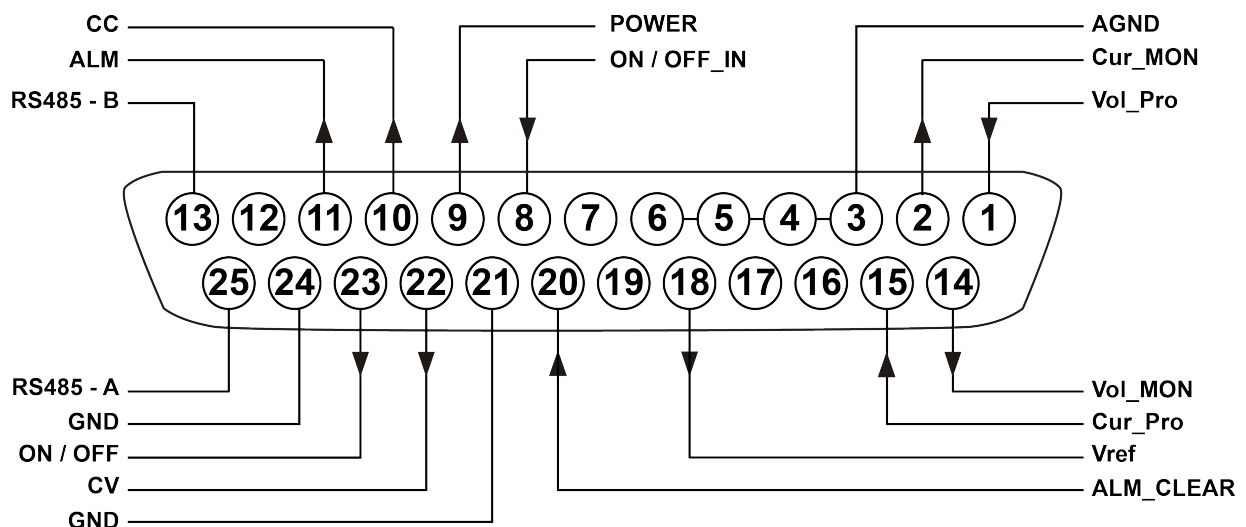 CC
POWER
AGND
ALM
ON / OFF_IN
Cur_MON
RS485 - B
Vol_Pro
13 12 11 10 9 8 7 6 5 4 3 2 1
25 24 23 22 21 20 19 18 17 16 15 14
RS485 - A
Vol_MON
GND
Cur_Pro
ON / OFF
Vref
CV
ALM_CLEAR
GND